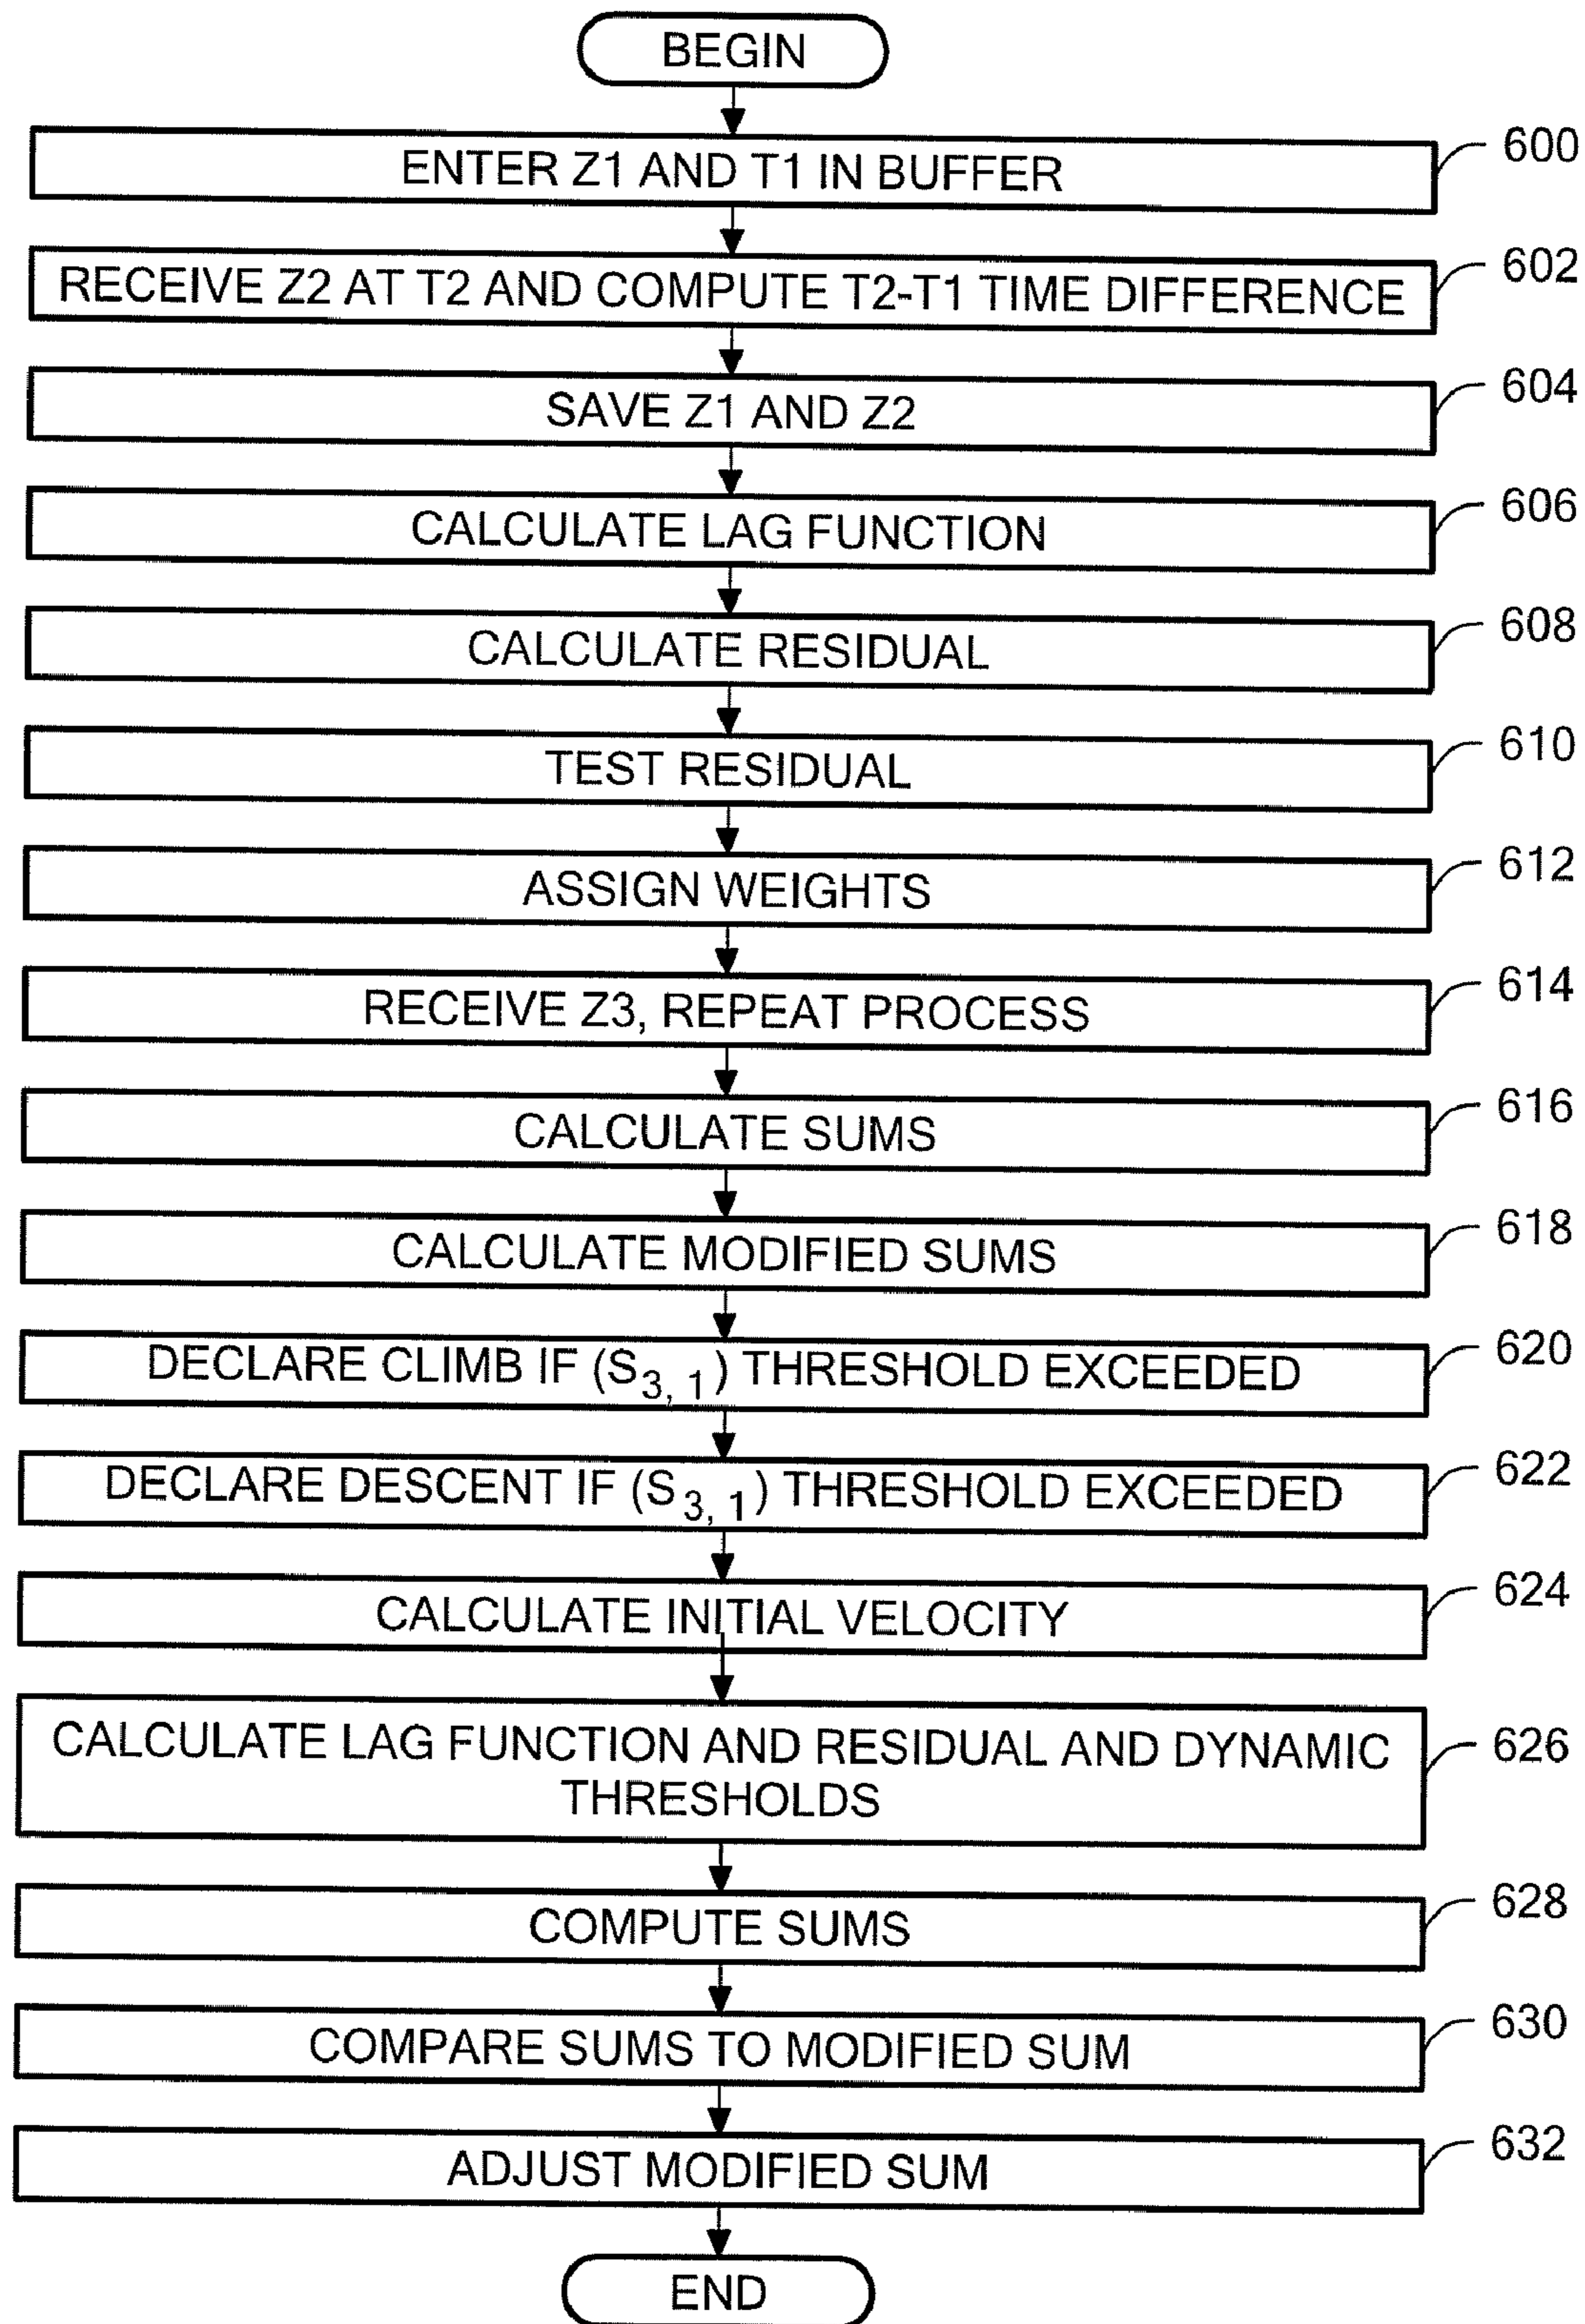 BEGIN
ENTER Z1 AND T1 IN BUFFER
600
RECEIVE Z2 AT T2 AND COMPUTE T2-T1 TIME DIFFERENCE
602
SAVE Z1 AND Z2
604
CALCULATE LAG FUNCTION
606
CALCULATE RESIDUAL
608
TEST RESIDUAL
610
ASSIGN WEIGHTS
612
RECEIVE Z3, REPEAT PROCESS
614
CALCULATE SUMS
616
CALCULATE MODIFIED SUMS
618
DECLARE CLIMB IF (S3, 1) THRESHOLD EXCEEDED
620
DECLARE DESCENT IF (S3, 1) THRESHOLD EXCEEDED
622
CALCULATE INITIAL VELOCITY
624
CALCULATE LAG FUNCTION AND RESIDUAL AND DYNAMIC
THRESHOLDS
626
COMPUTE SUMS
628
COMPARE SUMS TO MODIFIED SUM
630
ADJUST MODIFIED SUM
632
END